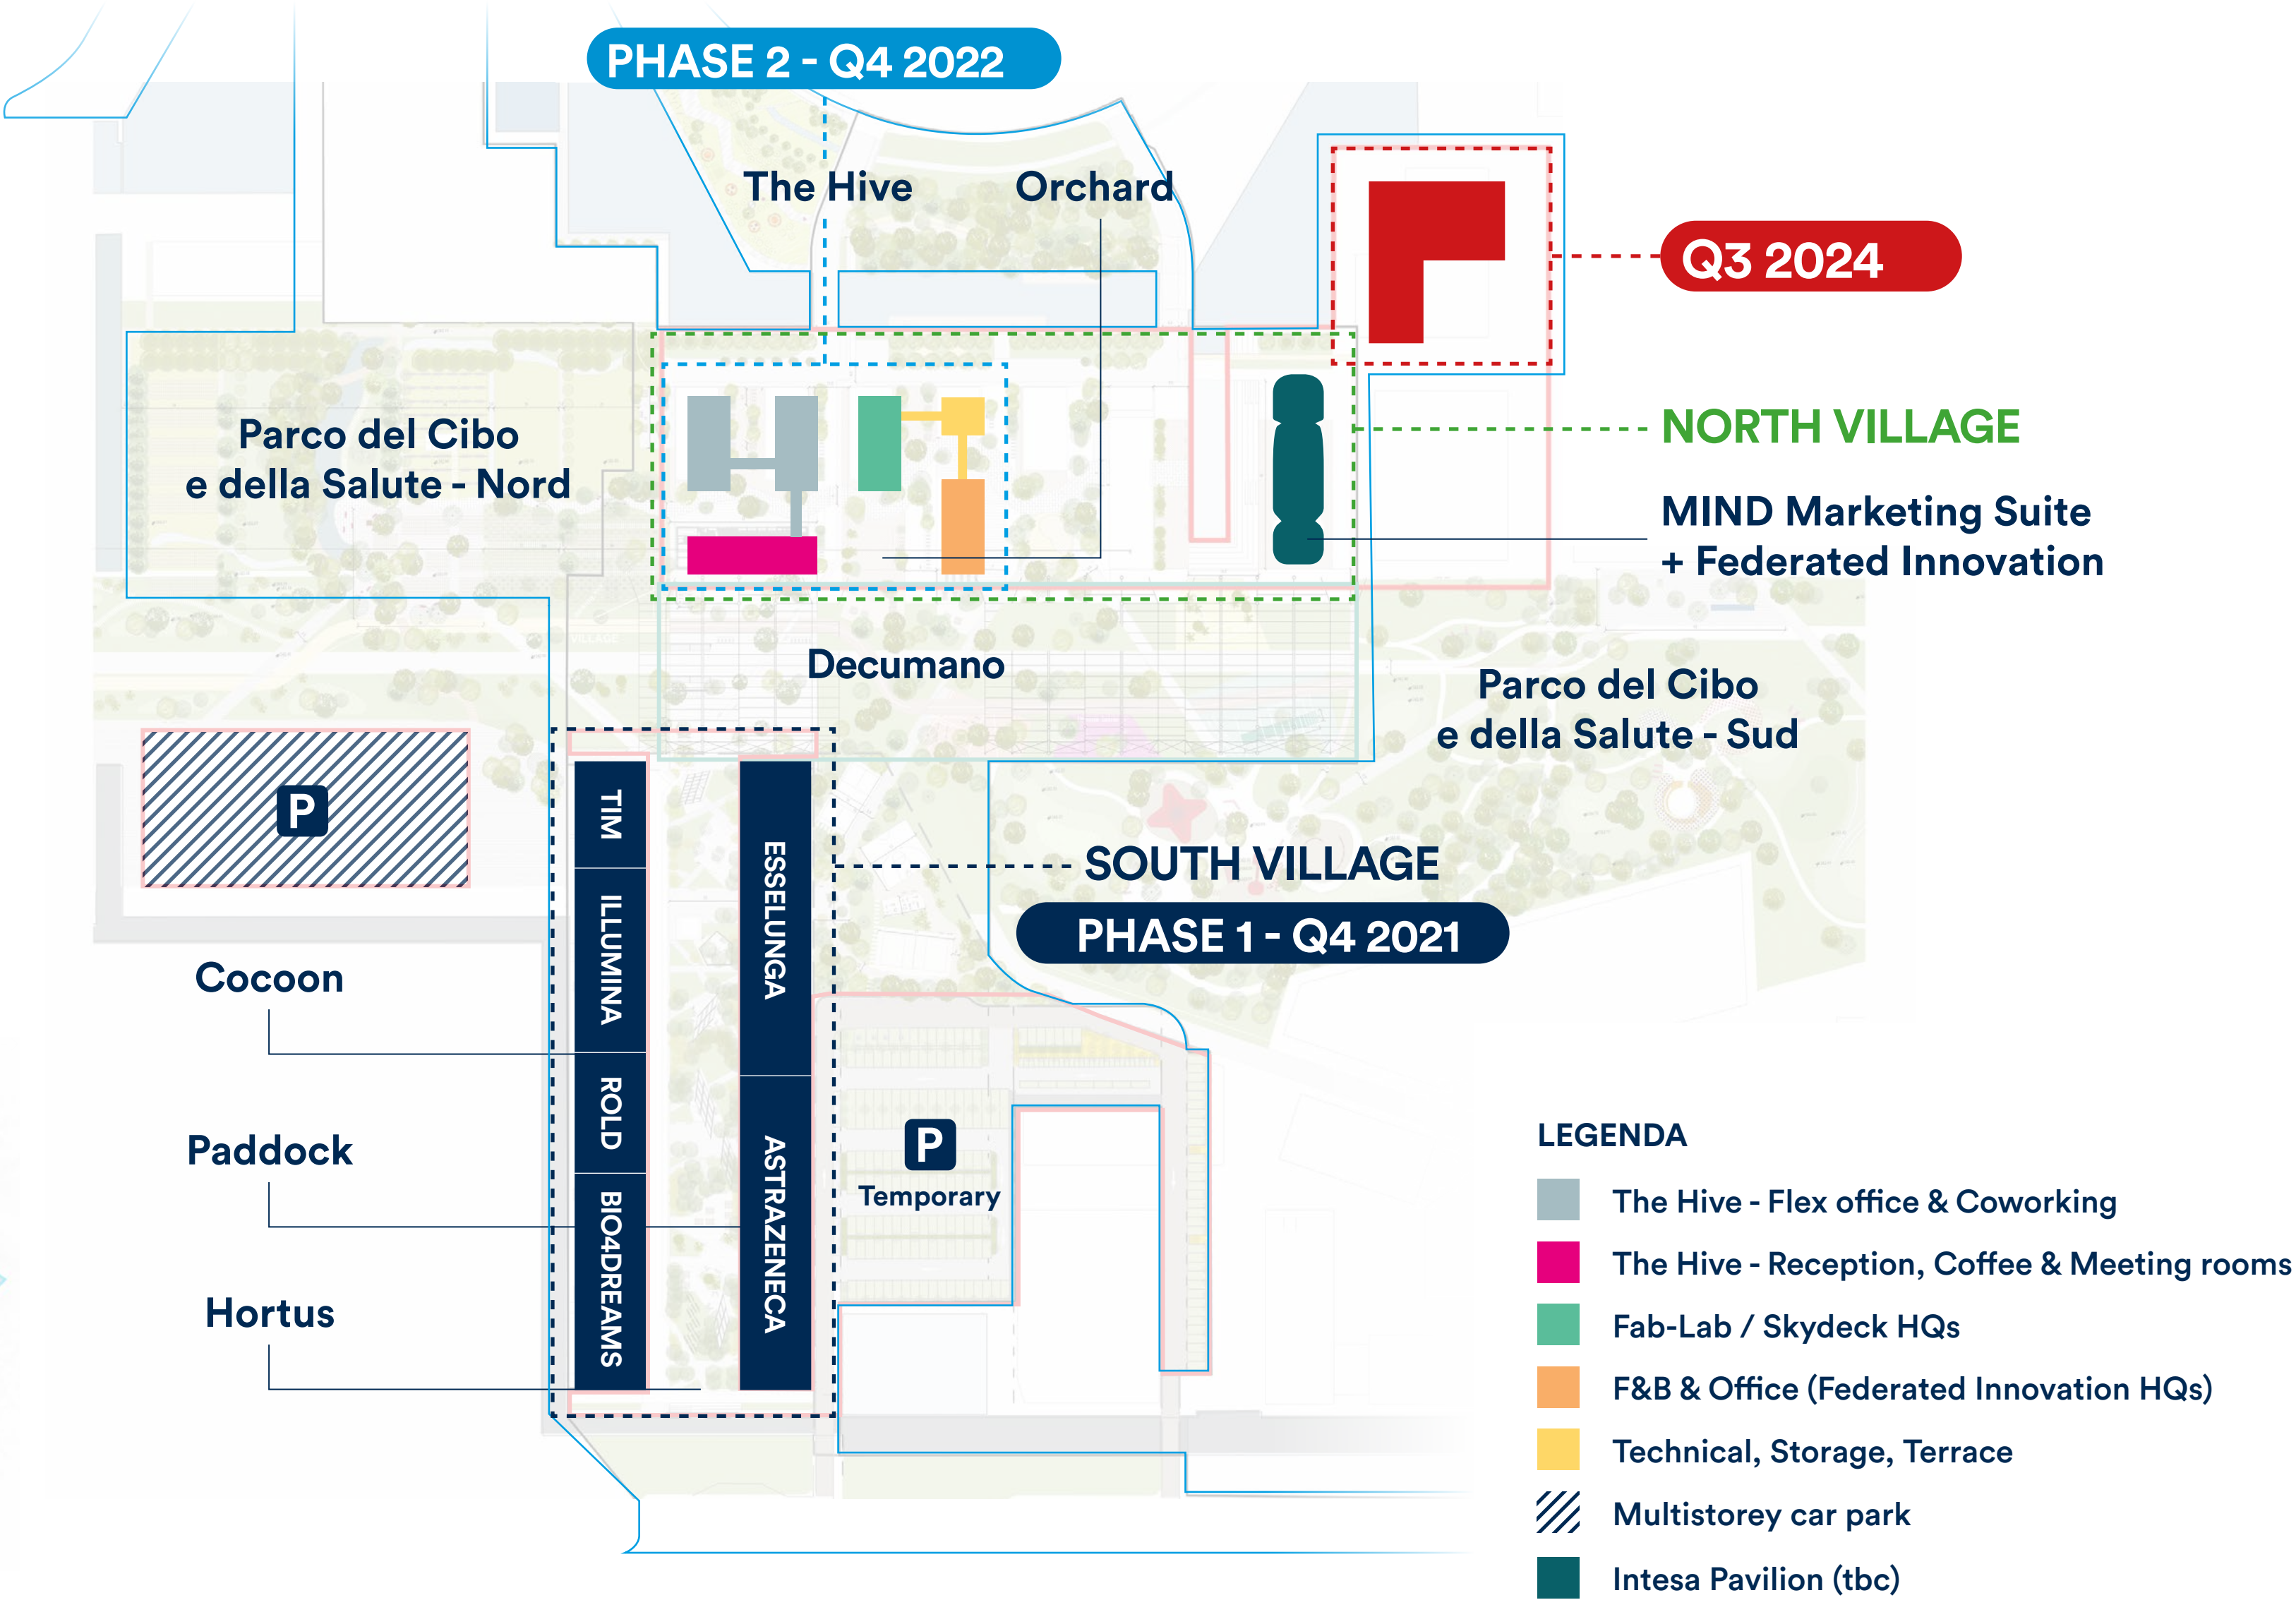 PHASE 2 - Q4 2022
The Hive
Orchard
Q3 2024
Parco del Cibo
e della Salute - Nord
NORTH VILLAGE
MIND Marketing Suite
+ Federated Innovation
VILLAGE
Decumano
Parco del Cibo
e della Salute - Sud
P
TIM
ILLUMINA
ROLD
BIO4DREAMS
ESSELUNGA
ASTRAZENECA
SOUTH VILLAGE
PHASE 1 - Q4 2021
Cocoon
Paddock
Hortus
P
Temporary
LEGENDA
The Hive - Flex office & Coworking
The Hive - Reception, Coffee & Meeting rooms
Fab-Lab / Skydeck HQs
F&B & Office (Federated Innovation HQs)
Technical, Storage, Terrace
Multistorey car park
Intesa Pavilion (tbc)